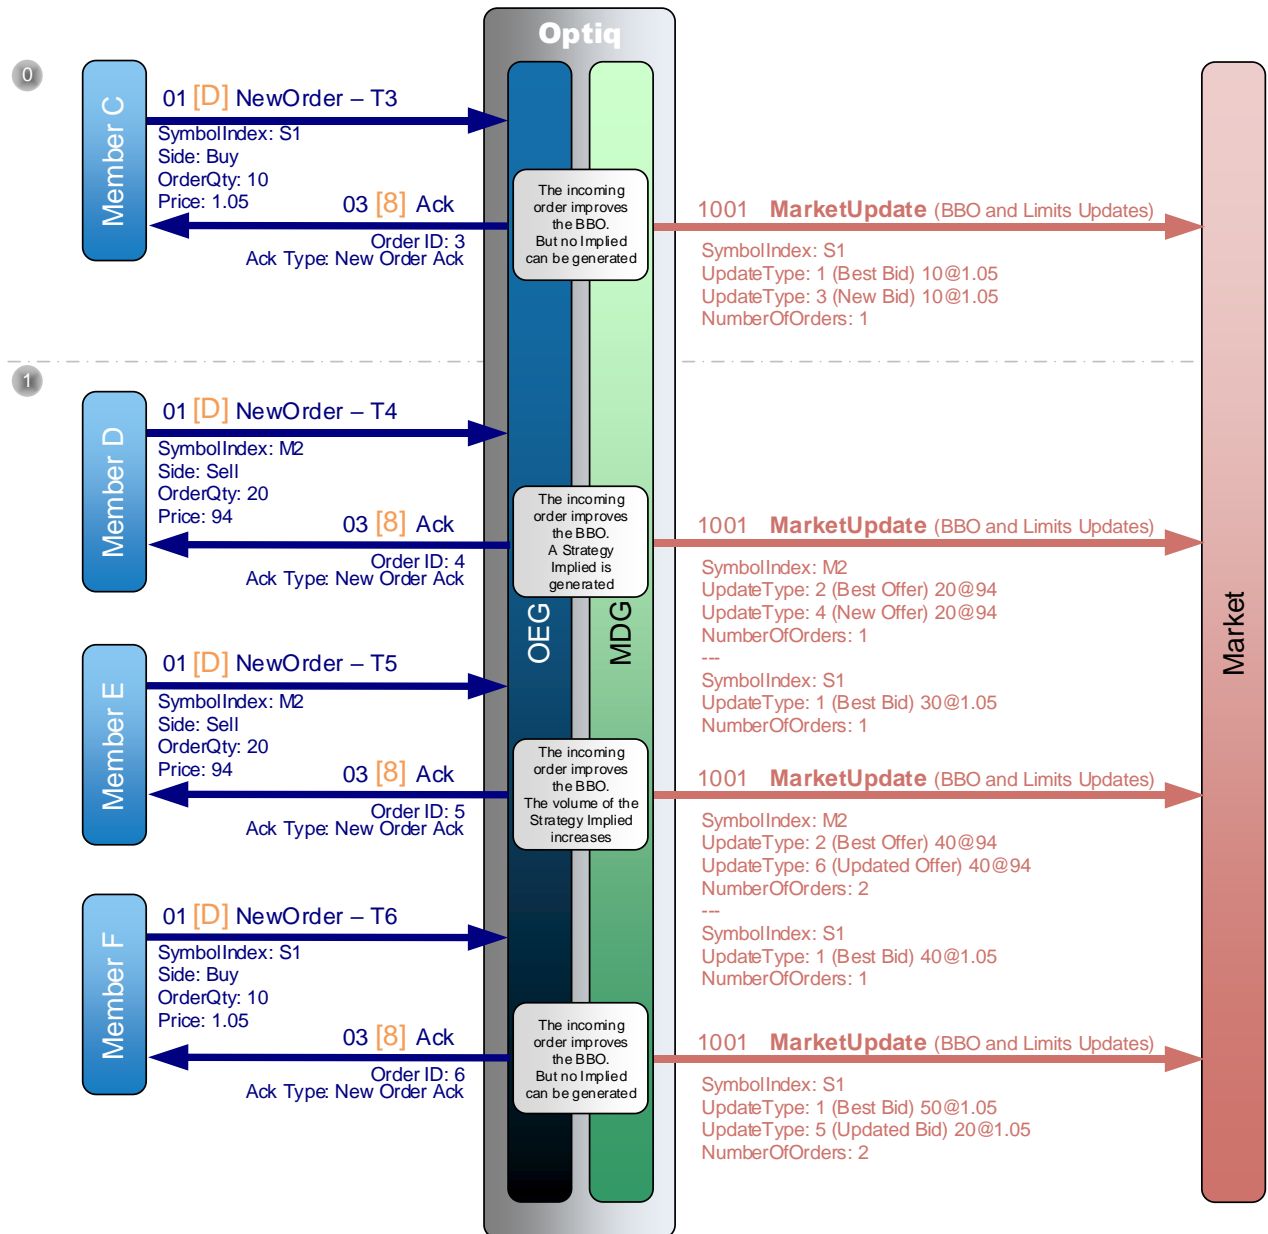 Optiq
0
Member C
01 [D] NewOrder – T3
SymbolIndex: S1
Side: Buy
OrderQty: 10
Price: 1.05
03 [8] Ack
Order ID: 3
Ack Type: New Order Ack
The incoming
order improves
the BBO.
But no Implied
can be generated
1001 MarketUpdate (BBO and Limits Updates)
SymbolIndex: S1
UpdateType: 1 (Best Bid) 10@1.05
UpdateType: 3 (New Bid) 10@1.05
NumberOfOrders: 1
1
Member D
01 [D] NewOrder – T4
SymbolIndex: M2
Side: Sell
OrderQty: 20
Price: 94
03 [8] Ack
Order ID: 4
Ack Type: New Order Ack
The incoming
order improves
the BBO.
A Strategy
Implied is
generated
1001 MarketUpdate (BBO and Limits Updates)
SymbolIndex: M2
UpdateType: 2 (Best Offer) 20@94
UpdateType: 4 (New Offer) 20@94
NumberOfOrders: 1
---
SymbolIndex: S1
UpdateType: 1 (Best Bid) 30@1.05
NumberOfOrders: 1
OEG
MDG
Market
Member E
01 [D] NewOrder – T5
SymbolIndex: M2
Side: Sell
OrderQty: 20
Price: 94
03 [8] Ack
Order ID: 5
Ack Type: New Order Ack
The incoming
order improves
the BBO.
The volume of the
Strategy Implied
increases
1001 MarketUpdate (BBO and Limits Updates)
SymbolIndex: M2
UpdateType: 2 (Best Offer) 40@94
UpdateType: 6 (Updated Offer) 40@94
NumberOfOrders: 2
---
SymbolIndex: S1
UpdateType: 1 (Best Bid) 40@1.05
NumberOfOrders: 1
Member F
01 [D] NewOrder – T6
SymbolIndex: S1
Side: Buy
OrderQty: 10
Price: 1.05
03 [8] Ack
Order ID: 6
Ack Type: New Order Ack
The incoming
order improves
the BBO.
But no Implied
can be generated
1001 MarketUpdate (BBO and Limits Updates)
SymbolIndex: S1
UpdateType: 1 (Best Bid) 50@1.05
UpdateType: 5 (Updated Bid) 20@1.05
NumberOfOrders: 2